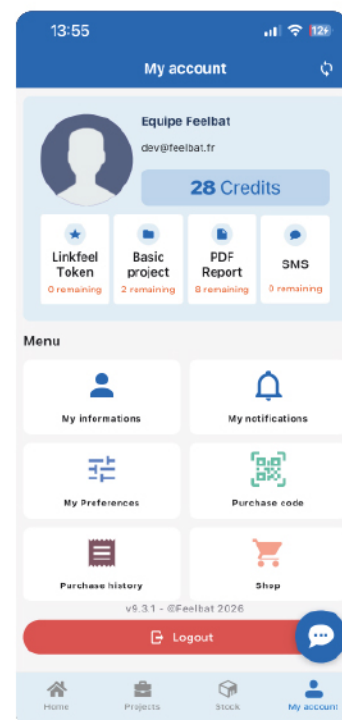 13:55
12
My account
Equipe Feelbat
dev@feelbat.fr
28 Credits
Linkfeel Token
0 remaining
Basic project
2 remaining
PDF Report
8 remaining
SMS
0 remaining
Menu
My informations
My notifications
My Preferences
Purchase code
Purchase history
Shop
v9.3.1 - ©Feelbat 2026
Logout
Home
Projects
Stock
My account